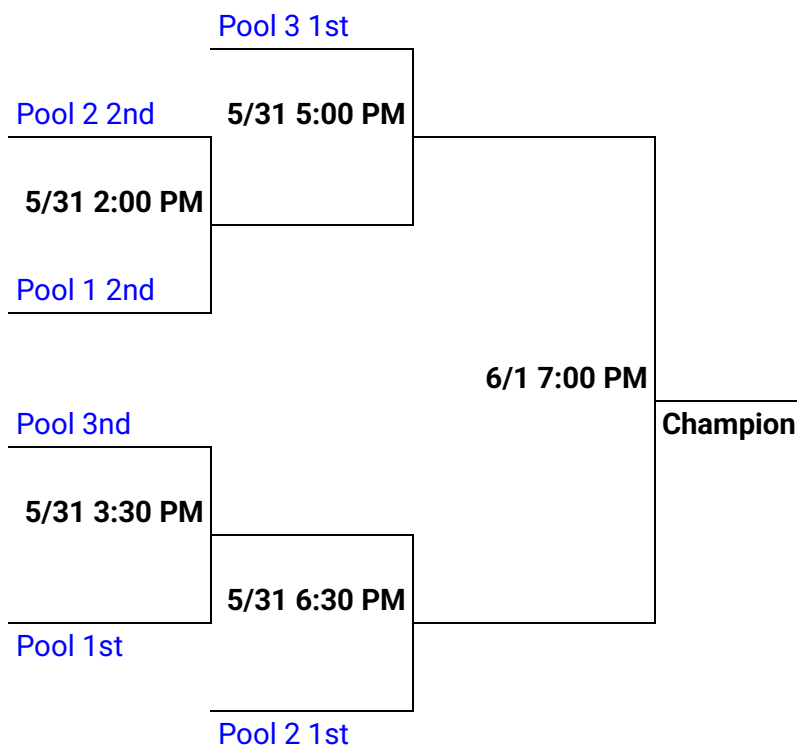 Pool 3 1st
Pool 2 2nd
5/31 5:00 PM
5/31 2:00 PM
Pool 1 2nd
6/1 7:00 PM
Pool 3nd
Champion
5/31 3:30 PM
5/31 6:30 PM
Pool 1st
Pool 2 1st